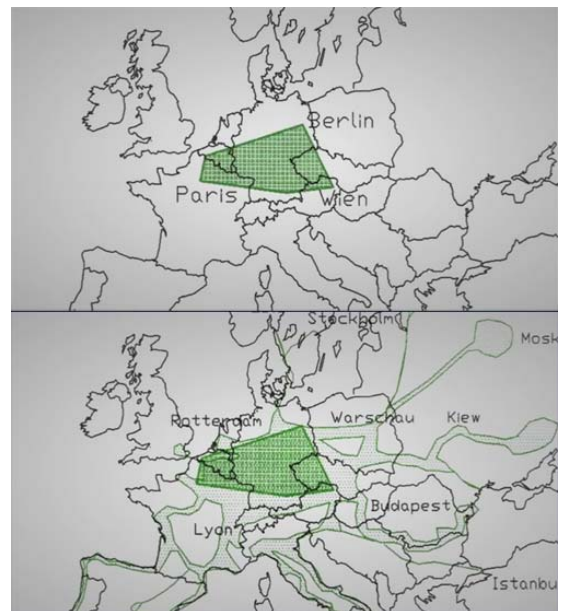 Berlin
Paris
Wien
Stockholm
Mosk
Rotterdam
Warschau
Kiew
Budapest
Lyon
Istanbu